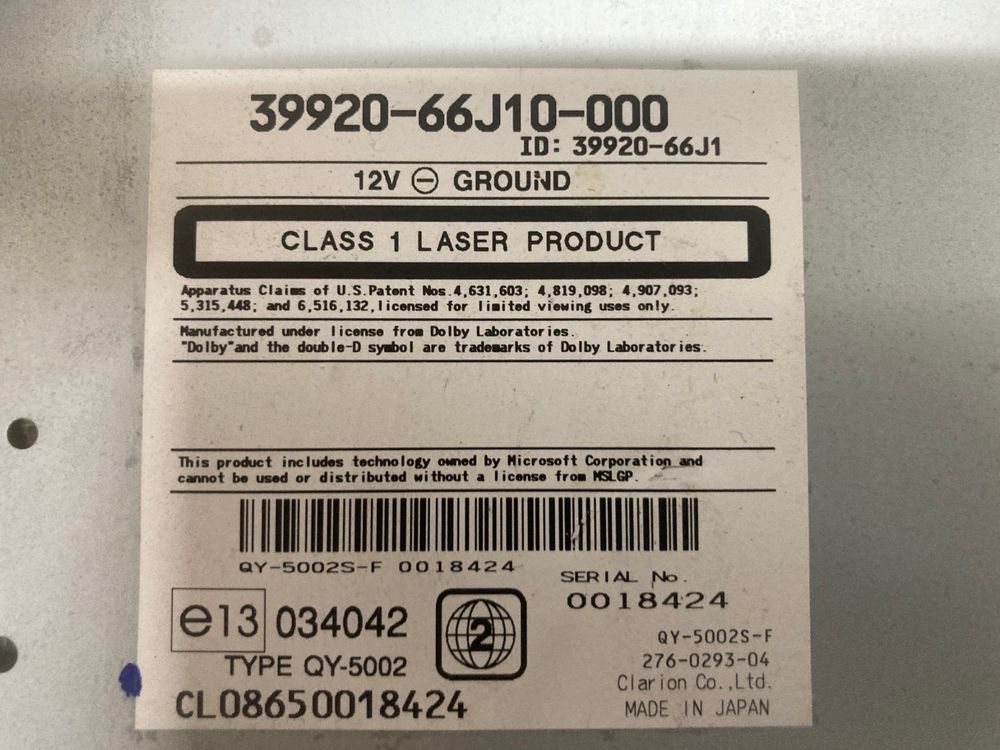 39920-66J10-000
ID: 39920-66J1
12V ⊖ GROUND
CLASS 1 LASER PRODUCT
Apparatus Claims of U.S.Patent Nos.4,631,603; 4,819,098; 4,907,093;
5,315,448; and 6,516,132,licensed for limited viewing uses only.
Manufactured under license from Dolby Laboratories.
"Dolby"and the double-D symbol are trademarks of Dolby Laboratories.
This product includes technology owned by Microsoft Corporation and
cannot be used or distributed without a license from MSLGP.
QY-5002S-F 0018424
SERIAL No.
0018424
e13 034042
2
TYPE QY-5002
CL08650018424
QY-5002S-F
276-0293-04
Clarion Co.,Ltd.
MADE IN JAPAN